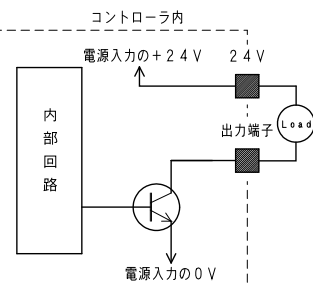 コントローラ内
電源入力の+24V
24V
内部回路
出力端子
Load
電源入力の0V